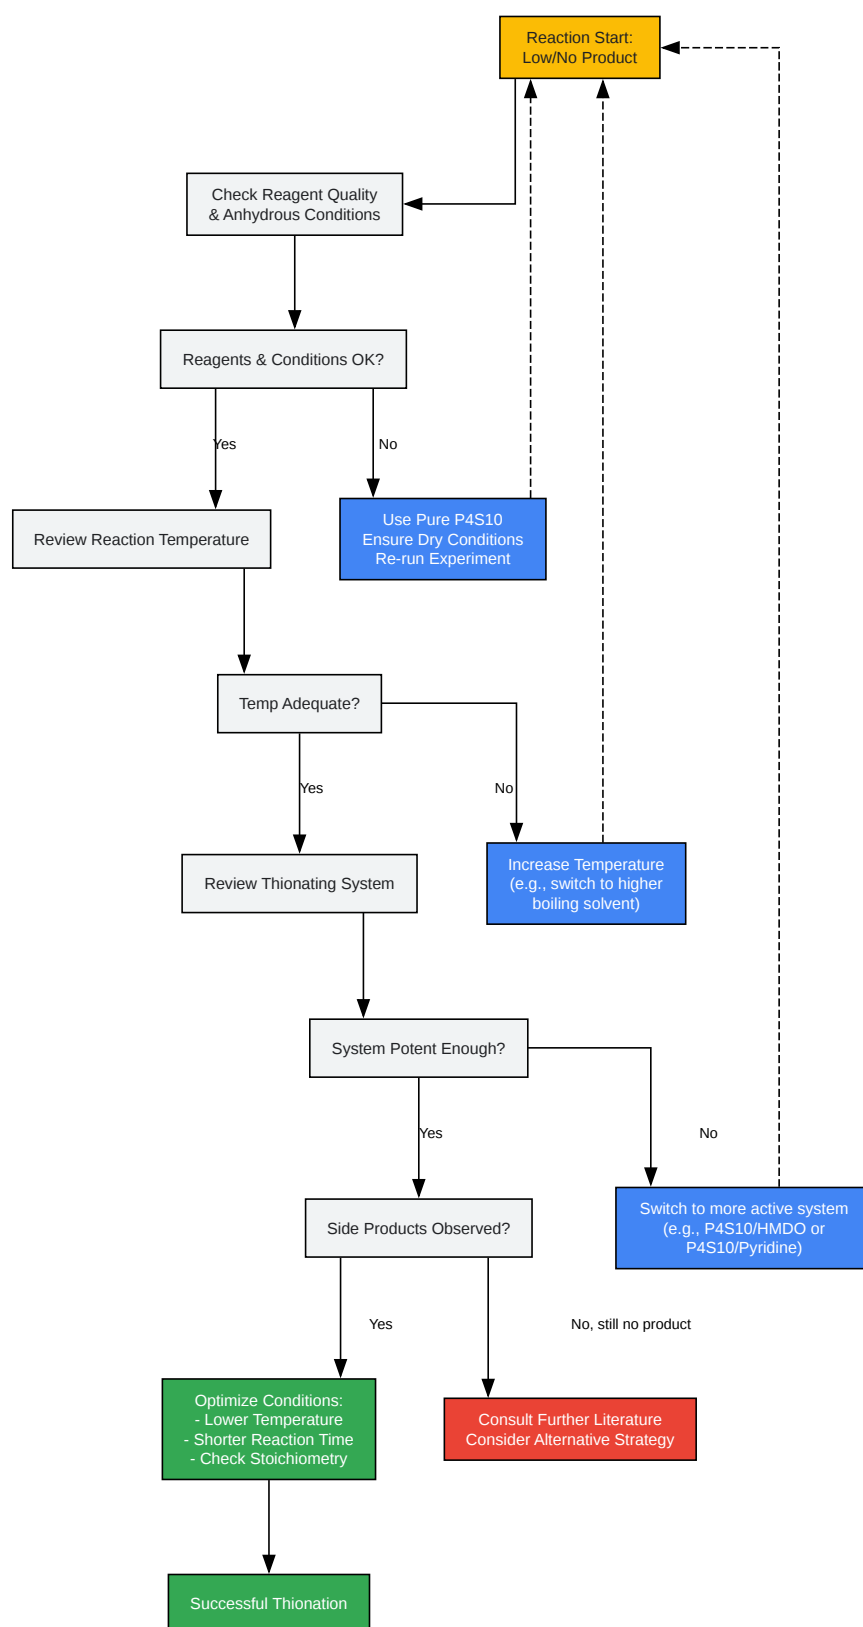 Reaction Start:
Low/No Product
Check Reagent Quality
& Anhydrous Conditions
Reagents & Conditions OK?
Yes
No
Review Reaction Temperature
Use Pure P4S10
Ensure Dry Conditions
Re-run Experiment
Temp Adequate?
Yes
No
Review Thionating System
Increase Temperature
(e.g., switch to higher
boiling solvent)
System Potent Enough?
Yes
No
Side Products Observed?
Switch to more active system
(e.g., P4S10/HMDO or
P4S10/Pyridine)
Yes
No, still no product
Optimize Conditions:
- Lower Temperature
- Shorter Reaction Time
- Check Stoichiometry
Consult Further Literature
Consider Alternative Strategy
Successful Thionation